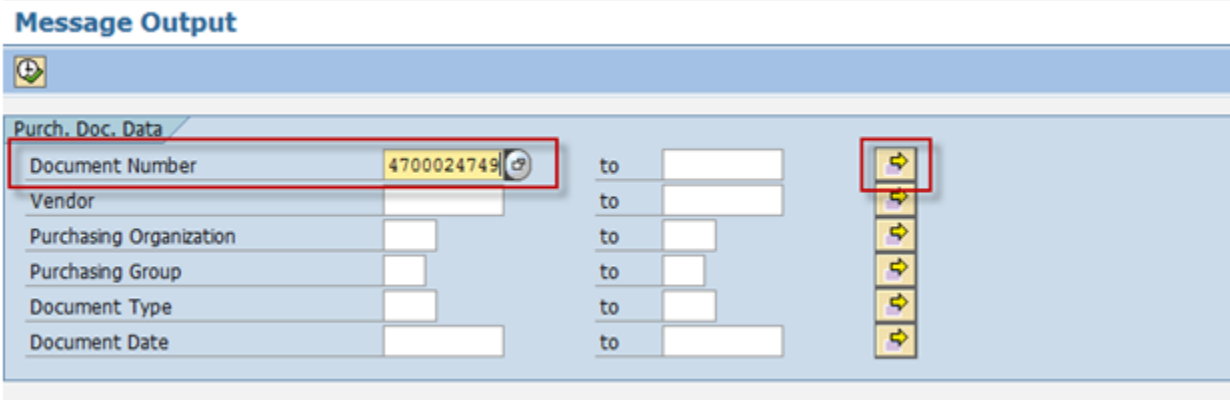 Message Output
Purch. Doc. Data
Document Number 4700024749 to
Vendor to
Purchasing Organization to
Purchasing Group to
Document Type to
Document Date to